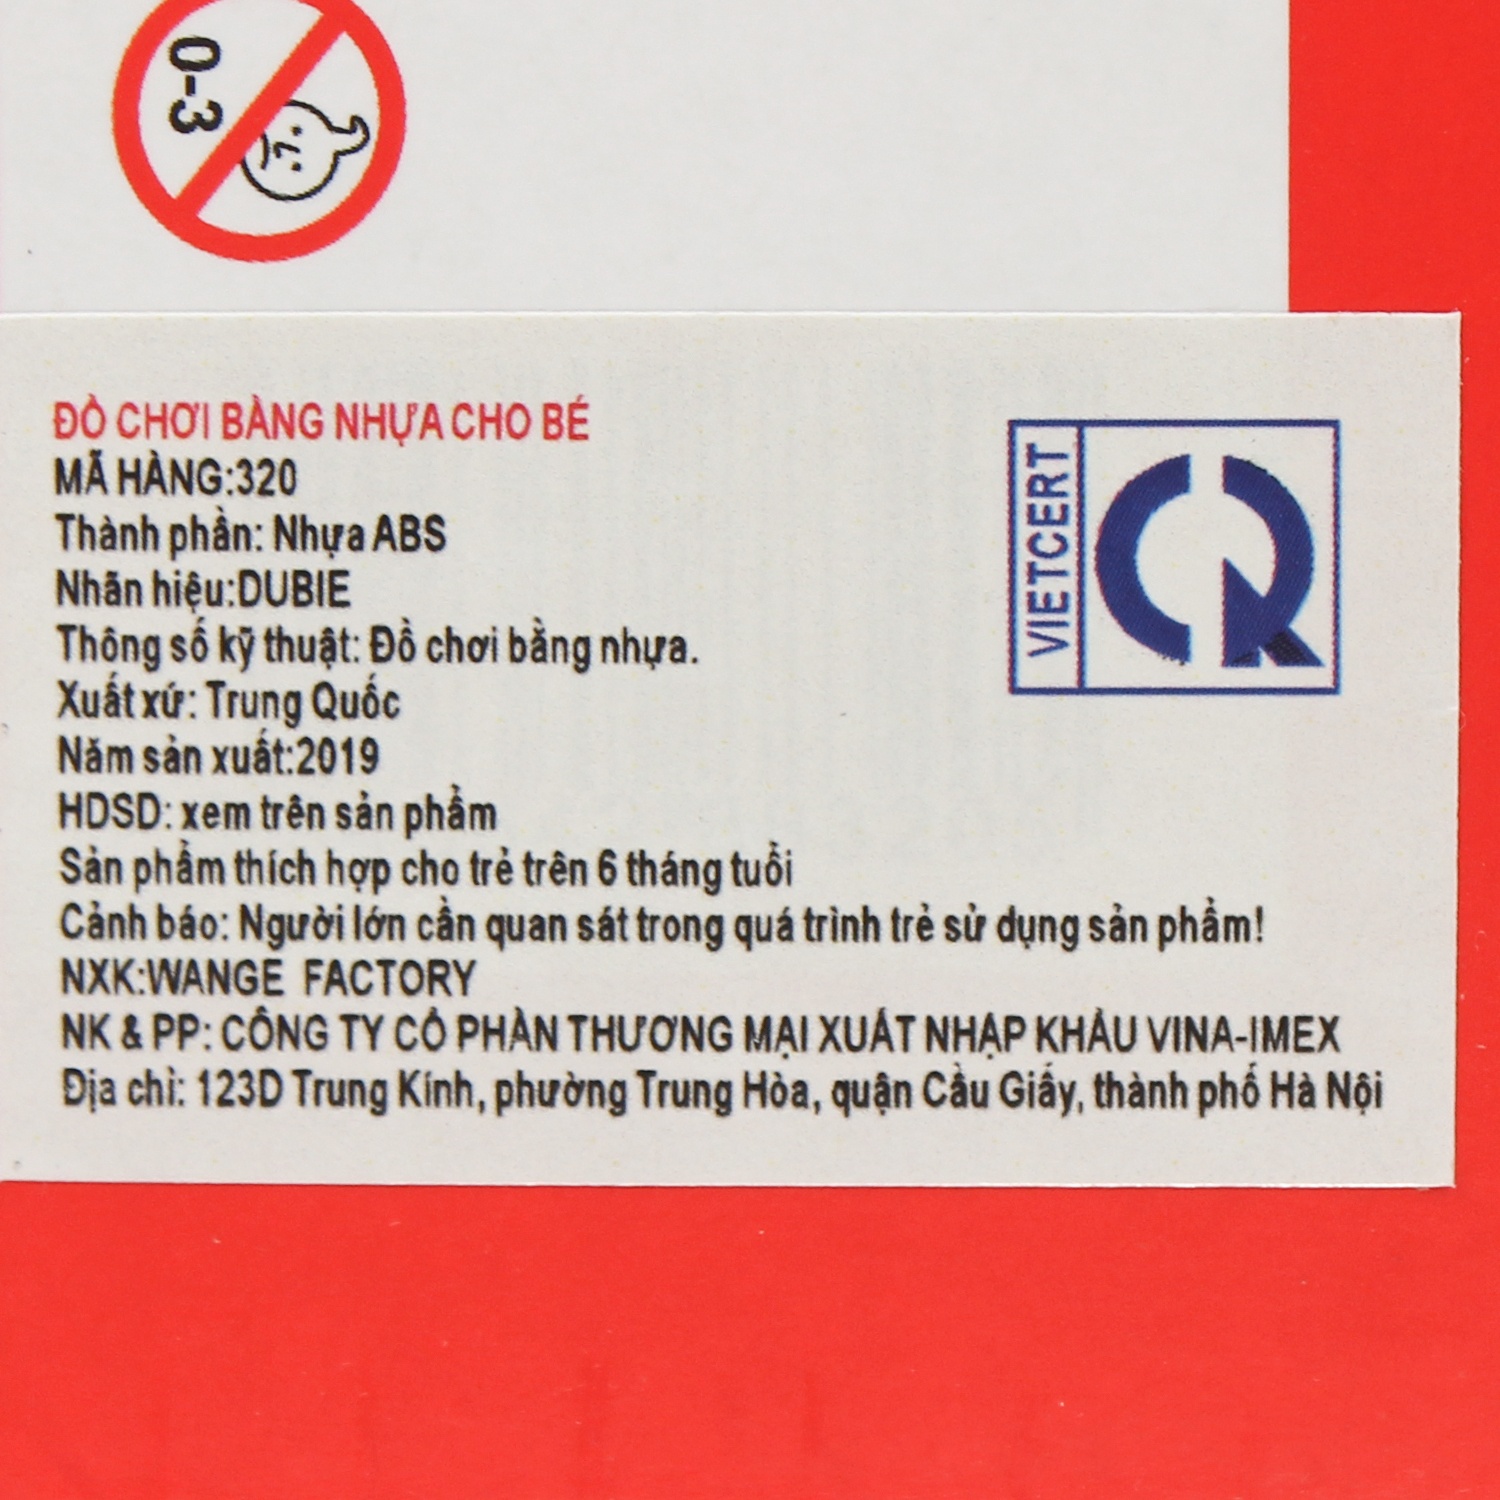 0-3
ĐỒ CHƠI BẰNG NHỰA CHO BÉ
MÃ HÀNG:320
Thành phần: Nhựa ABS
Nhãn hiệu:DUBIE
Thông số kỹ thuật: Đồ chơi bằng nhựa.
Xuất xứ: Trung Quốc
Năm sản xuất:2019
HDSD: xem trên sản phẩm
Sản phẩm thích hợp cho trẻ trên 6 tháng tuổi
Cảnh báo: Người lớn cần quan sát trong quá trình trẻ sử dụng sản phẩm!
NXK:WANGE FACTORY
NK & PP: CÔNG TY CỔ PHẦN THƯƠNG MẠI XUẤT NHẬP KHẨU VINA-IMEX
Địa chỉ: 123D Trung Kính, phường Trung Hòa, quận Cầu Giấy, thành phố Hà Nội
VIETCERT
CR